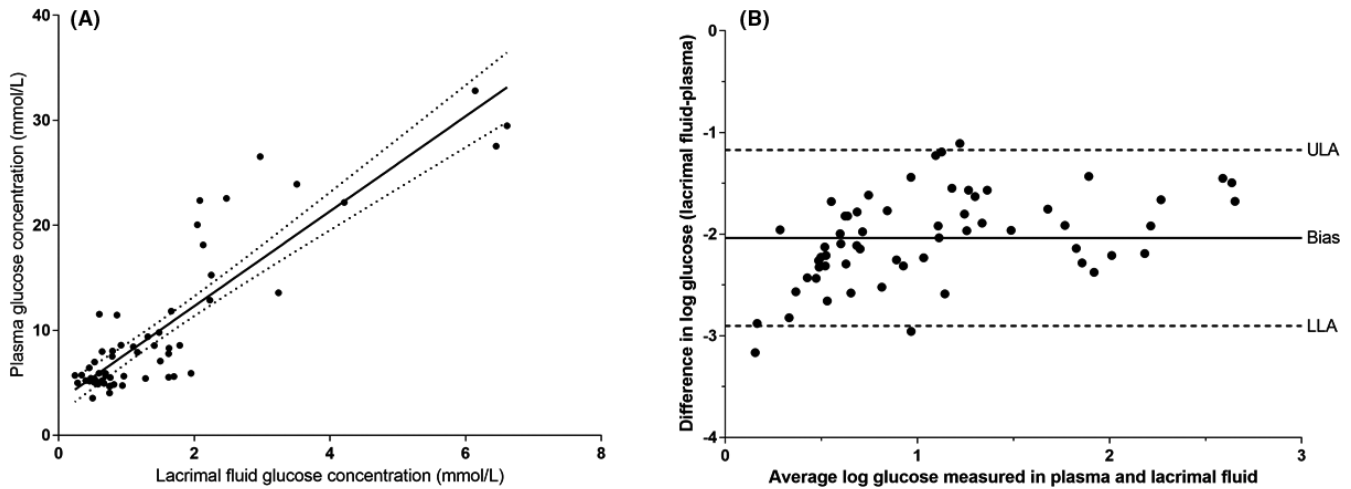 (A)
Plasma glucose concentration (mmol/L)
40
30
20
10
0
0 2 4 6 8
Lacrimal fluid glucose concentration (mmol/L)
(B)
Difference in log glucose (lacrimal fluid-plasma)
0
-1
-2
-3
-4
ULA
Bias
LLA
0 1 2 3
Average log glucose measured in plasma and lacrimal fluid